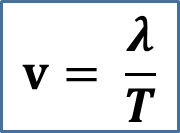 v = λ/T